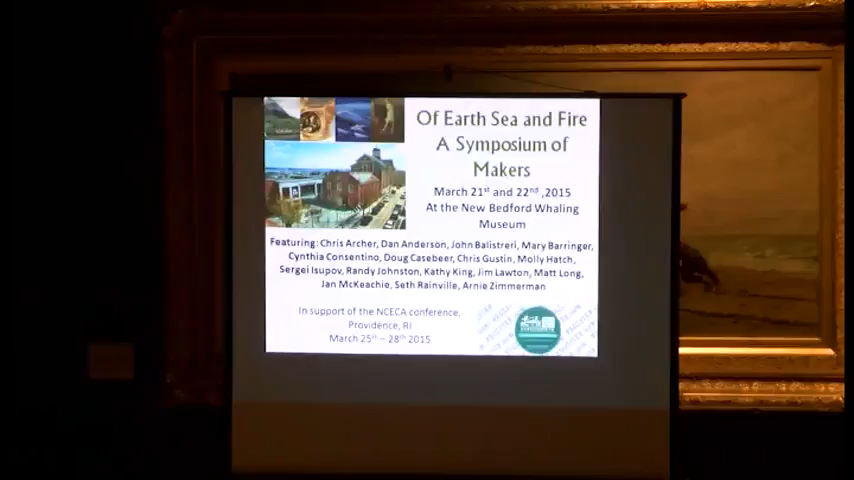 Of Earth Sea and Fire
A Symposium of
Makers
March 21st and 22nd ,2015
At the New Bedford Whaling
Museum
Featuring: Chris Archer, Dan Anderson, John Balistreri, Mary Barringer,
Cynthia Consentino, Doug Casebeer, Chris Gustin, Molly Hatch,
Sergei Isupov, Randy Johnston, Kathy King, Jim Lawton, Matt Long,
Jan McKeachie, Seth Rainville, Arnie Zimmerman
In support of the NCECA conference,
Providence, RI
March 25th – 28th 2015